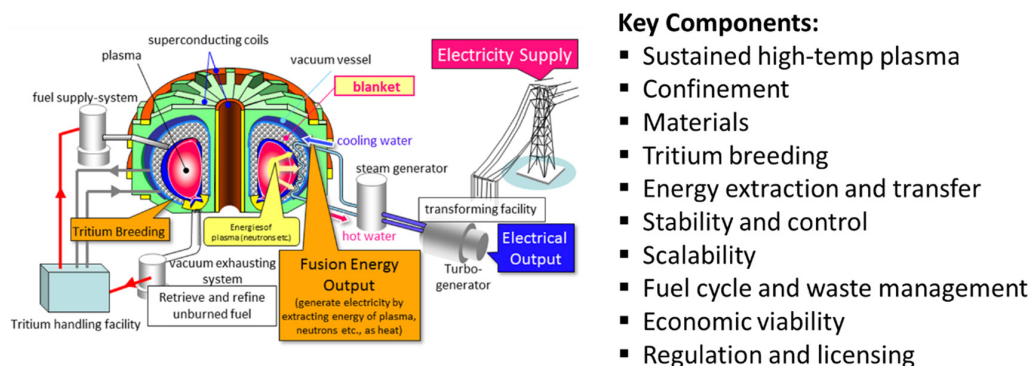 superconducting coils
plasma
vacuum vessel
fuel supply-system
blanket
Electricity Supply
cooling water
steam generator
transforming facility
Tritium Breeding
Energies of
plasma (neutrons etc)
hot water
Electrical
Output
vacuum exhausting
system
Fusion Energy
Output
(generate electricity by
extracting energy of plasma,
neutrons etc., as heat)
Turbo-
generator
Retrieve and refine
unburned fuel
Tritium handling facility
Key Components:
▪ Sustained high-temp plasma
▪ Confinement
▪ Materials
▪ Tritium breeding
▪ Energy extraction and transfer
▪ Stability and control
▪ Scalability
▪ Fuel cycle and waste management
▪ Economic viability
▪ Regulation and licensing